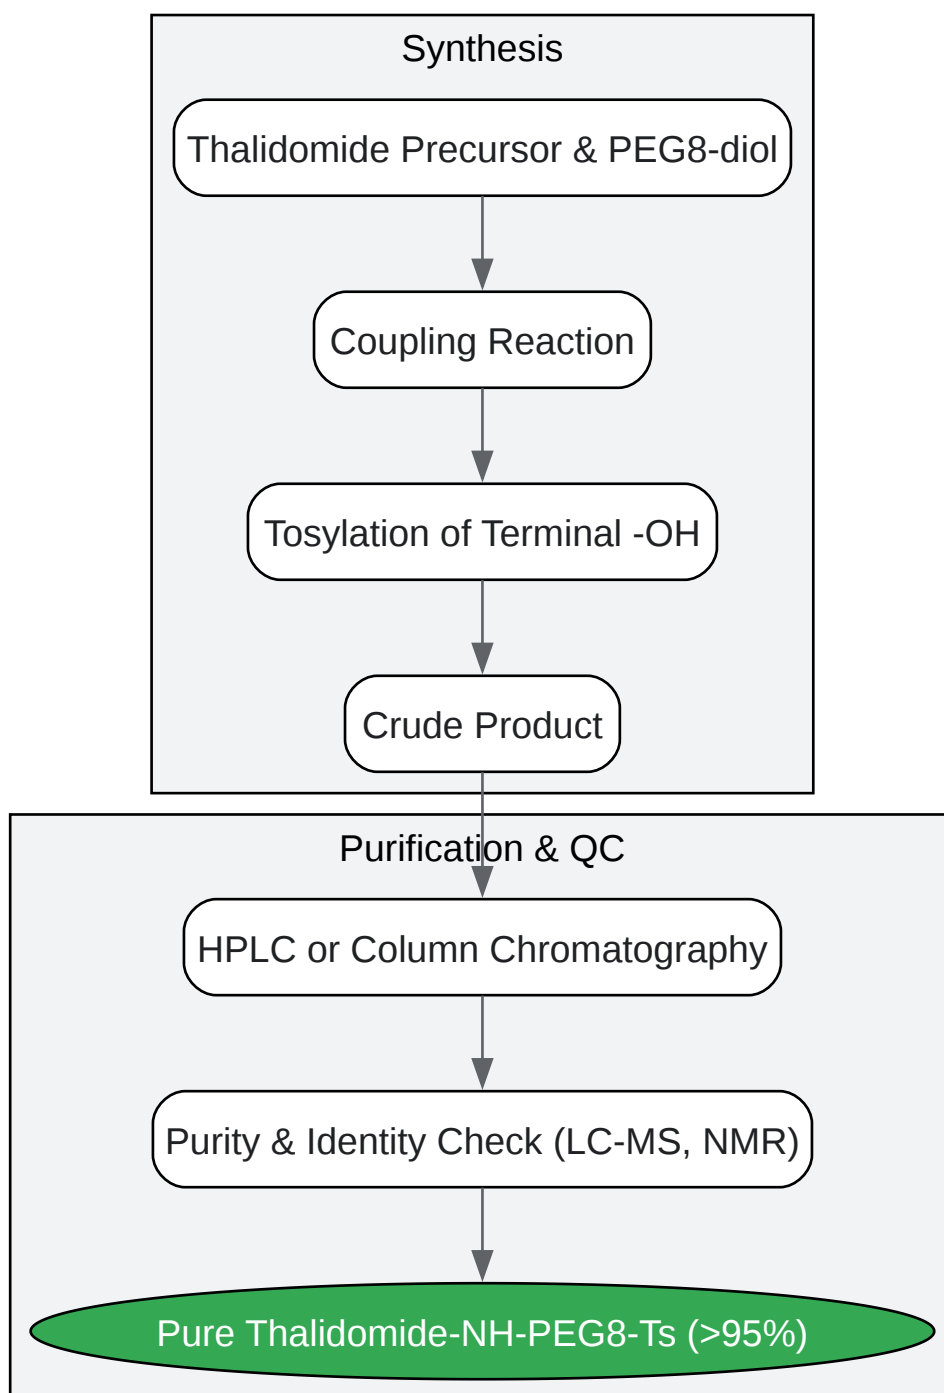 Synthesis
Thalidomide Precursor & PEG8-diol
Coupling Reaction
Tosylation of Terminal -OH
Crude Product
Purification & QC
HPLC or Column Chromatography
Purity & Identity Check (LC-MS, NMR)
Pure Thalidomide-NH-PEG8-Ts (>95%)